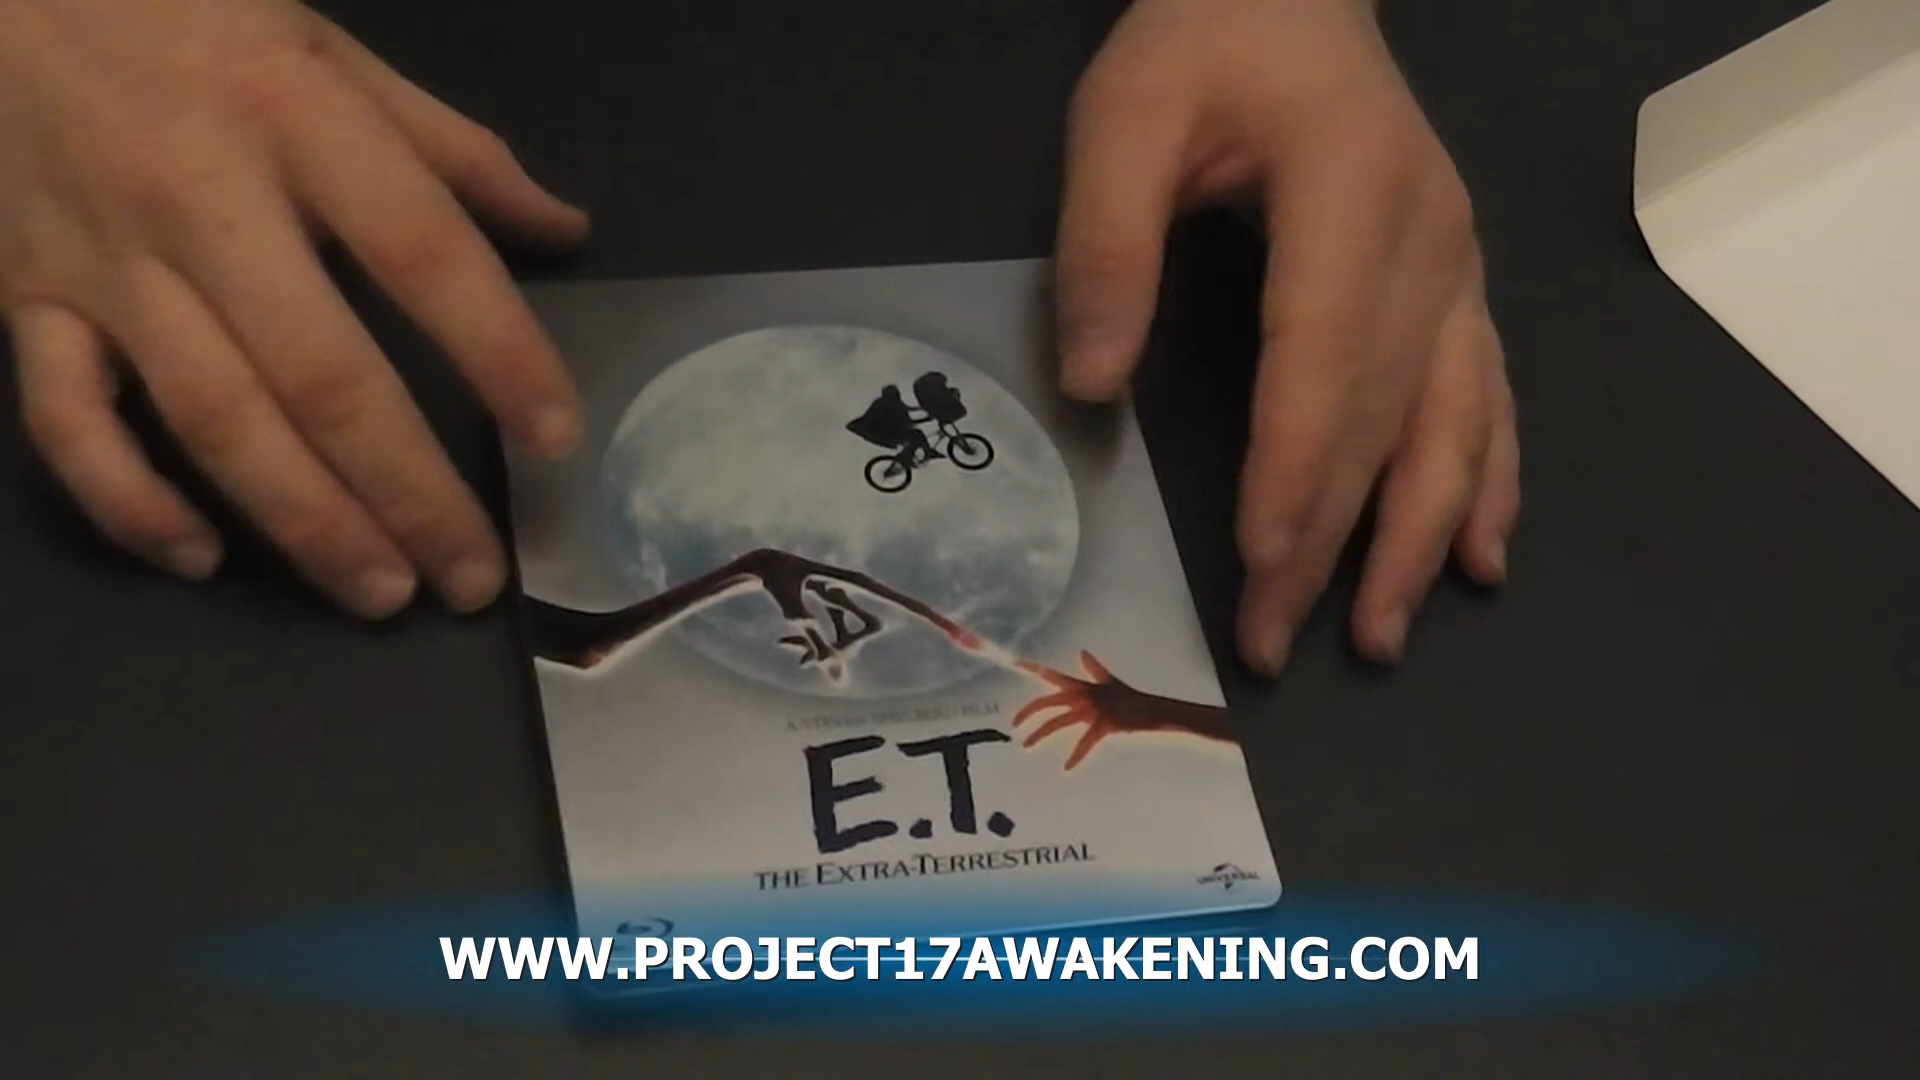 A STEVEN SPIELBERG FILM
E.T.
THE EXTRA-TERRESTRIAL
UNIVERSAL
WWW.PROJECT17AWAKENING.COM